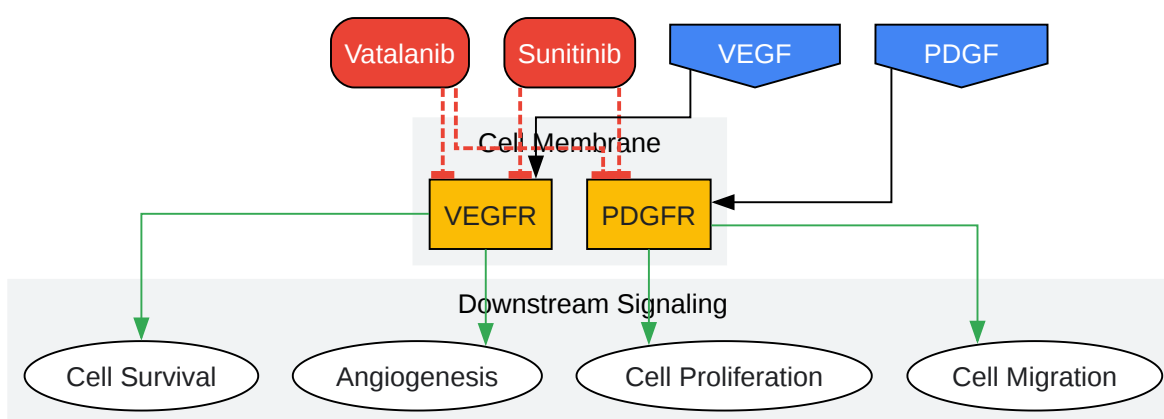 Vatalanib
Sunitinib
VEGF
PDGF
Cell Membrane
VEGFR
PDGFR
Downstream Signaling
Cell Survival
Angiogenesis
Cell Proliferation
Cell Migration